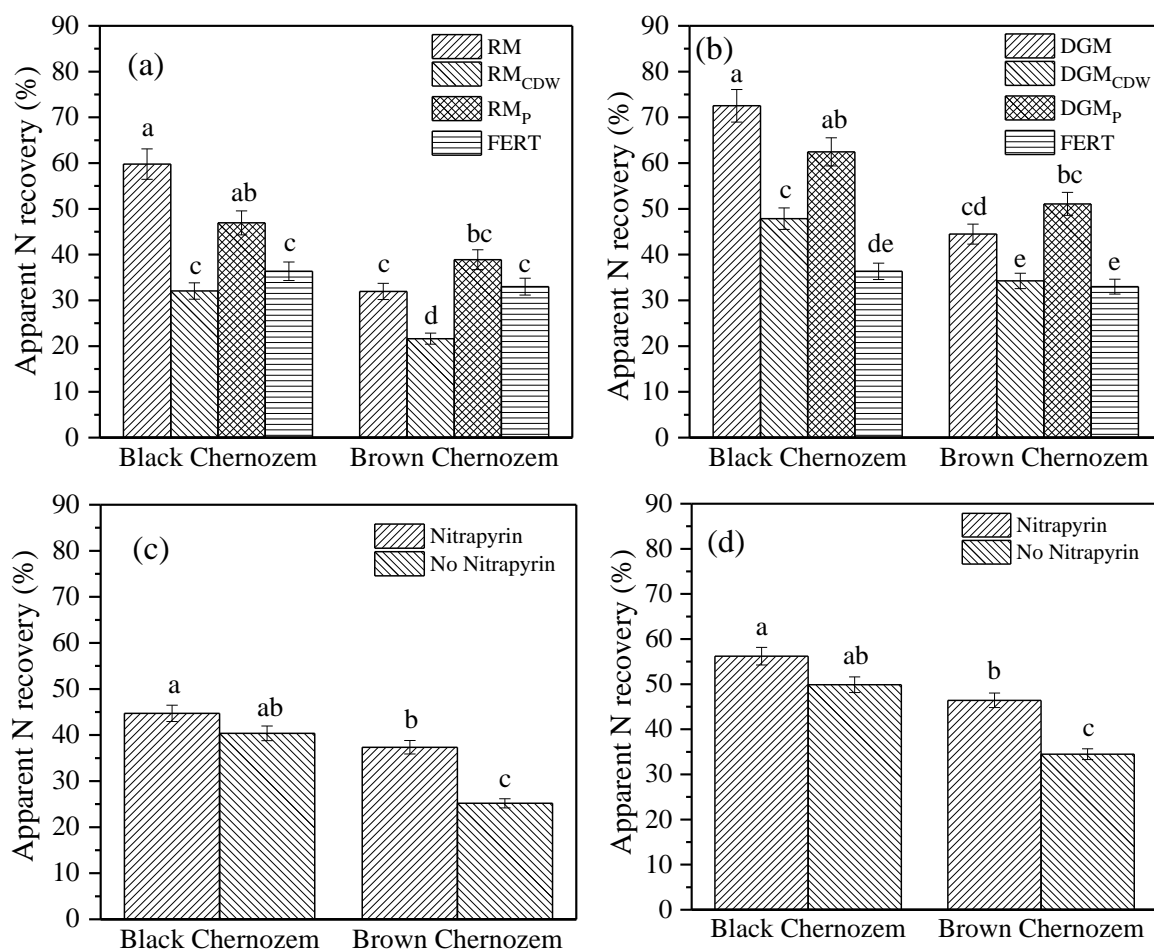 Apparent N recovery (%)
90
80
70
60
50
40
30
20
10
0
(a)
RM
RM_CDW
RM_P
FERT
a
c
ab
c
c
d
bc
c
Black Chernozem Brown Chernozem
Apparent N recovery (%)
90
80
70
60
50
40
30
20
10
0
(b)
DGM
DGM_CDW
DGM_P
FERT
a
c
ab
de
cd
e
bc
e
Black Chernozem Brown Chernozem
Apparent N recovery (%)
90
80
70
60
50
40
30
20
10
0
(c)
Nitrapyrin
No Nitrapyrin
a
ab
b
c
Black Chernozem Brown Chernozem
Apparent N recovery (%)
90
80
70
60
50
40
30
20
10
0
(d)
Nitrapyrin
No Nitrapyrin
a
ab
b
c
Black Chernozem Brown Chernozem